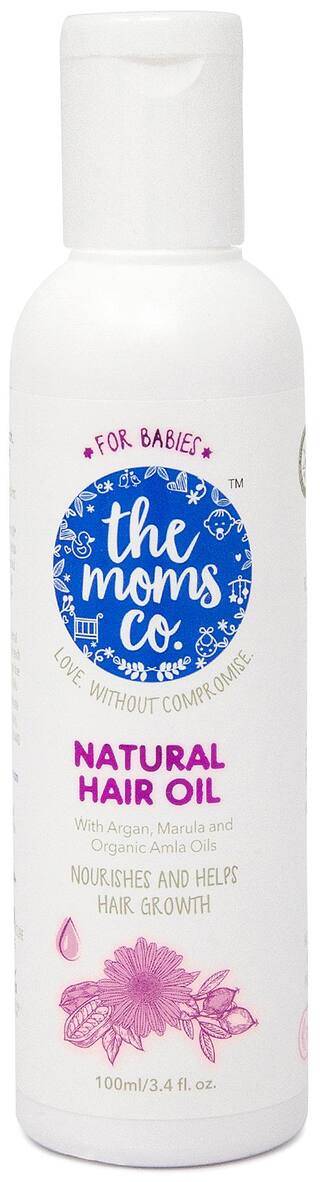 FOR BABIES
the
moms
co.
TM
LOVE. WITHOUT COMPROMISE.
NATURAL
HAIR OIL
With Argan, Marula and
Organic Amla Oils
NOURISHES AND HELPS
HAIR GROWTH
100ml/3.4 fl. oz.